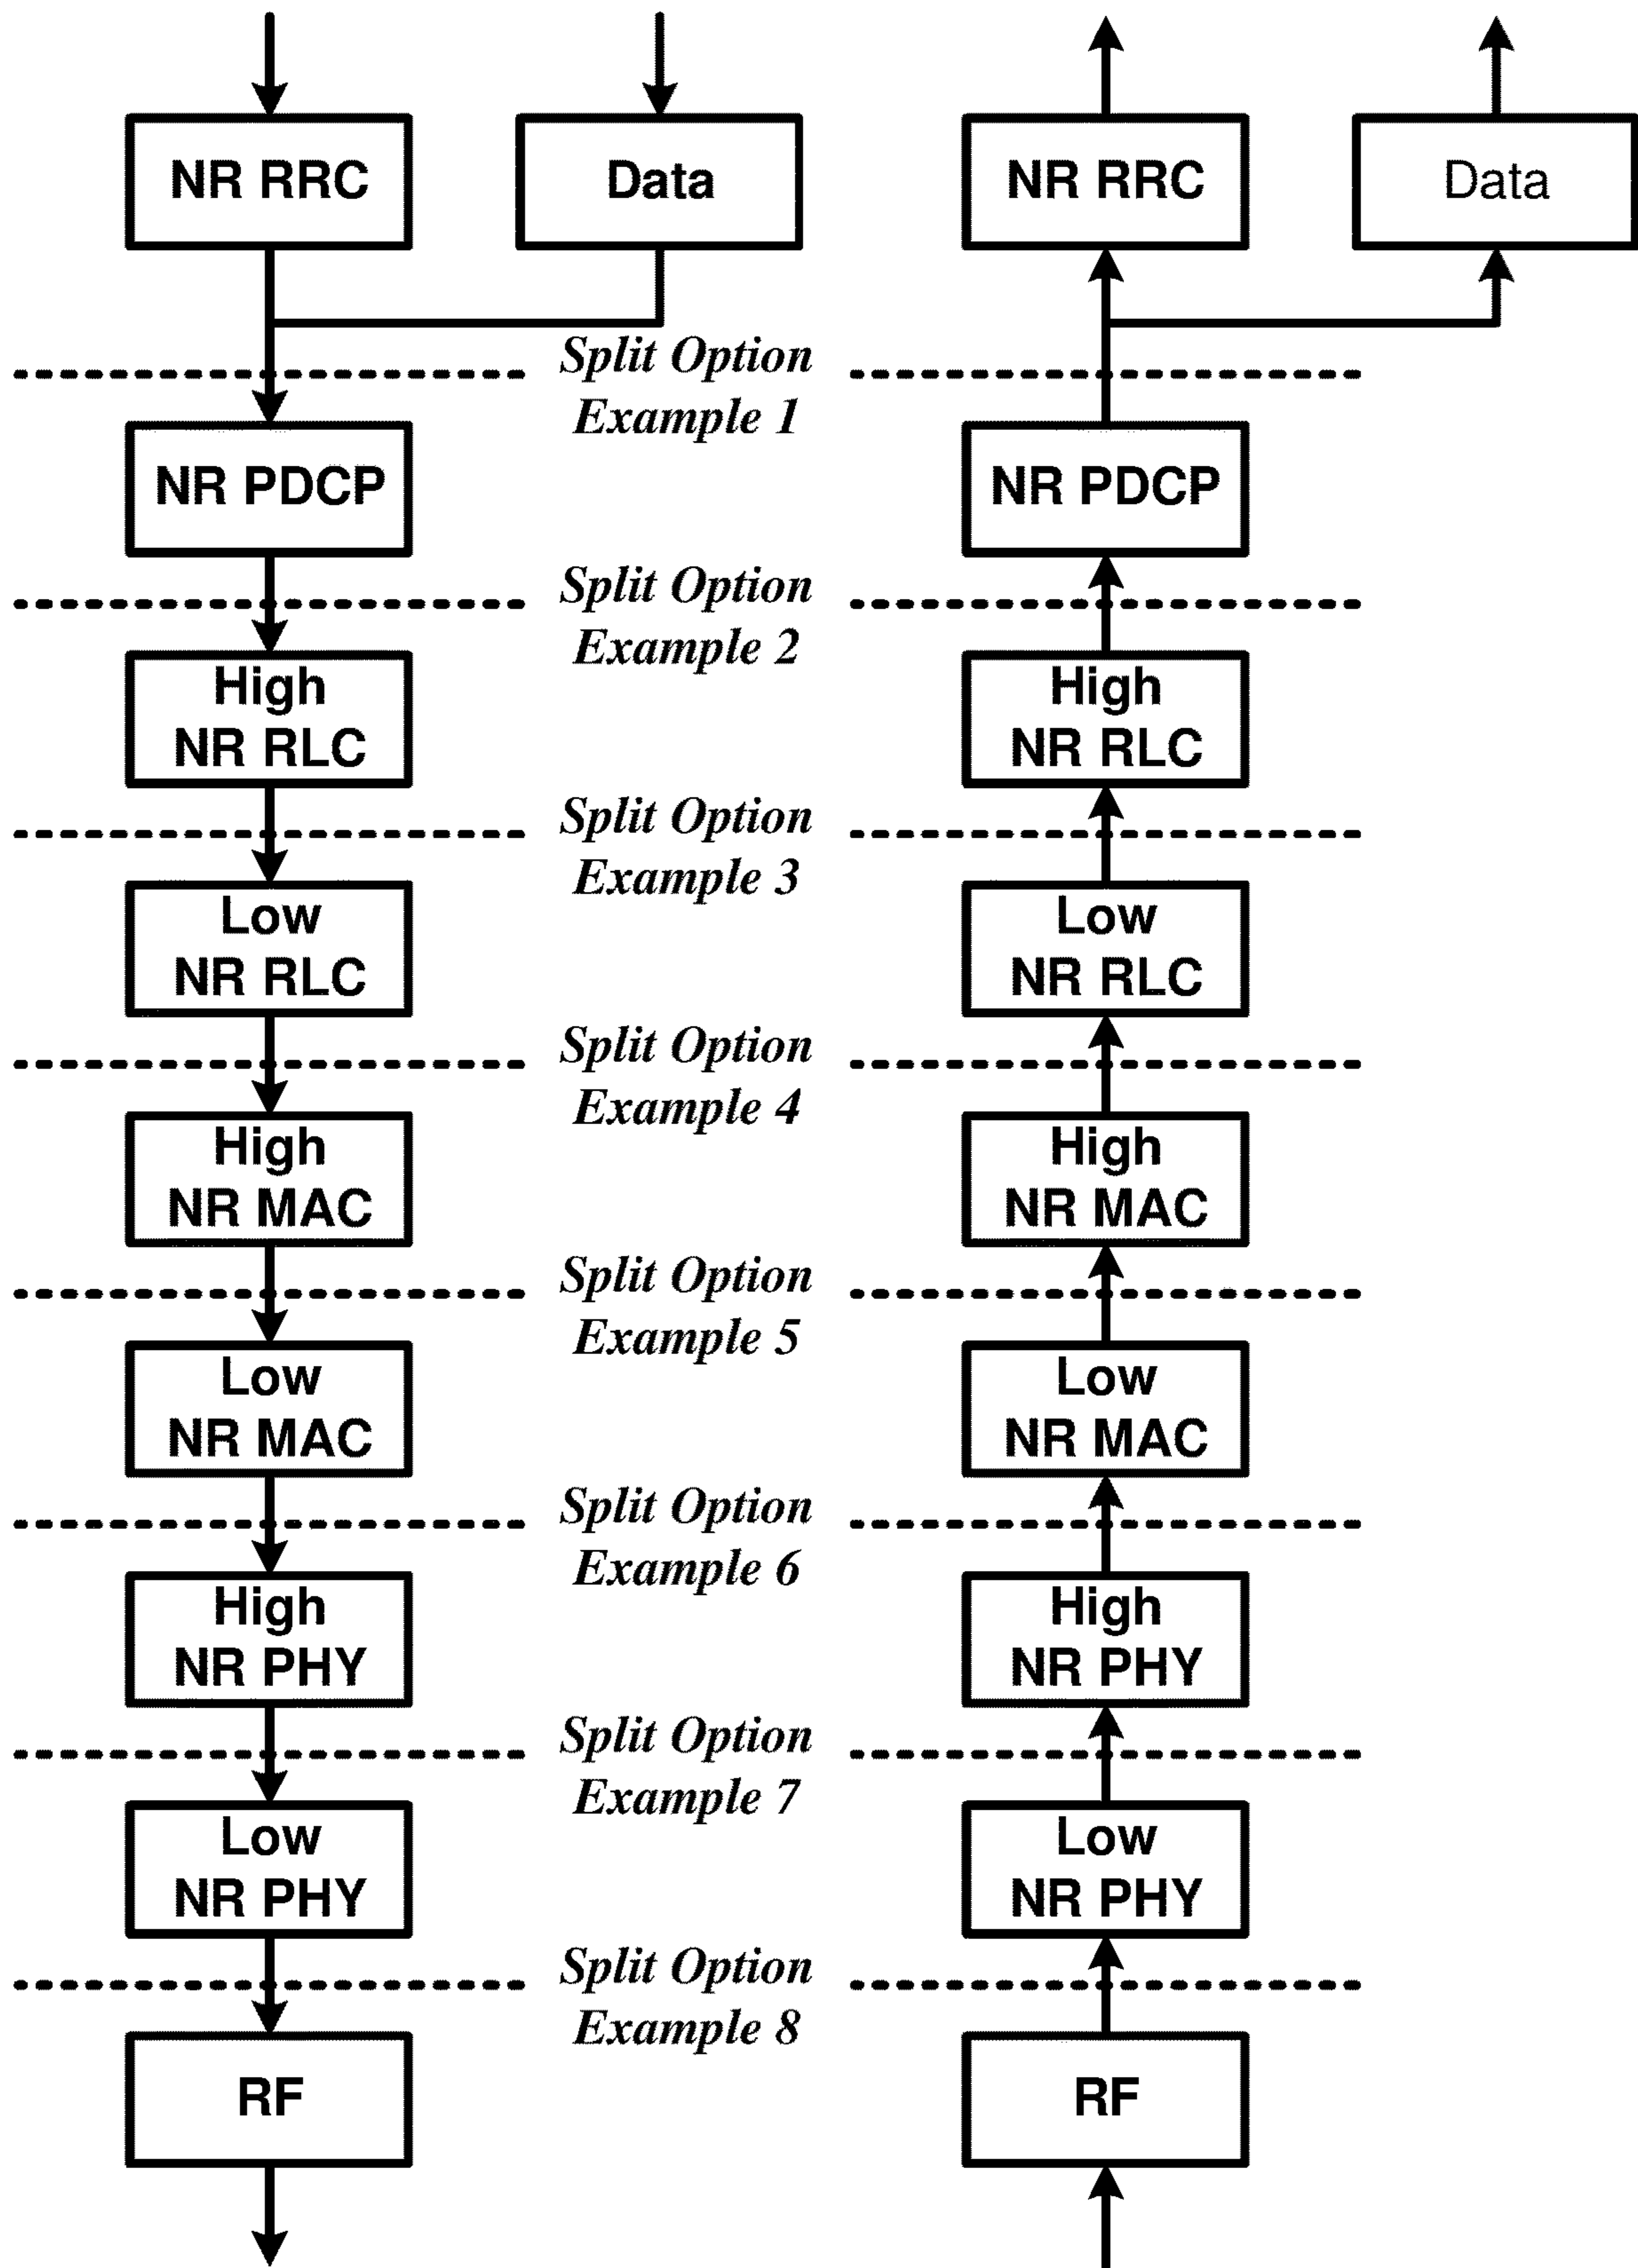 NR RRC
Data
NR RRC
Data
Split Option
Example 1
NR PDCP
NR PDCP
Split Option
Example 2
High
NR RLC
High
NR RLC
Split Option
Example 3
Low
NR RLC
Low
NR RLC
Split Option
Example 4
High
NR MAC
High
NR MAC
Split Option
Example 5
Low
NR MAC
Low
NR MAC
Split Option
Example 6
High
NR PHY
High
NR PHY
Split Option
Example 7
Low
NR PHY
Low
NR PHY
Split Option
Example 8
RF
RF